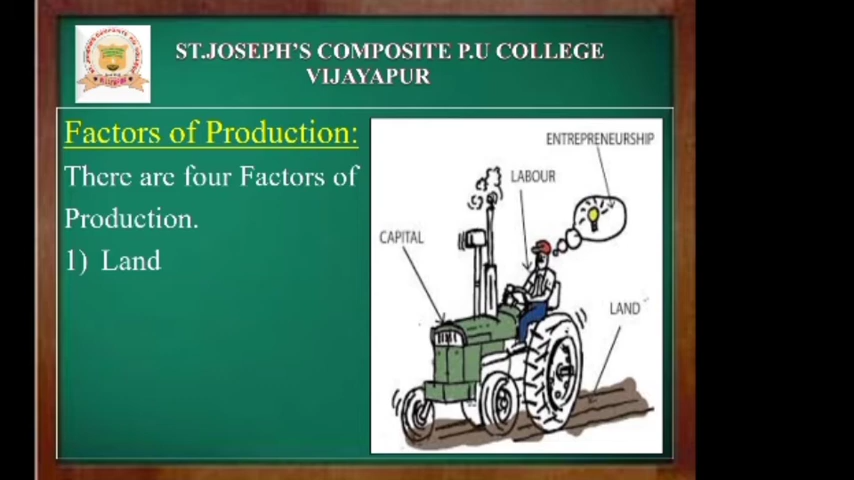 ST.JOSEPH'S COMPOSITE P.U COLLEGE
VIJAYAPUR
Factors of Production:
There are four Factors of
Production.
1) Land
ENTREPRENEURSHIP
LABOUR
CAPITAL
LAND